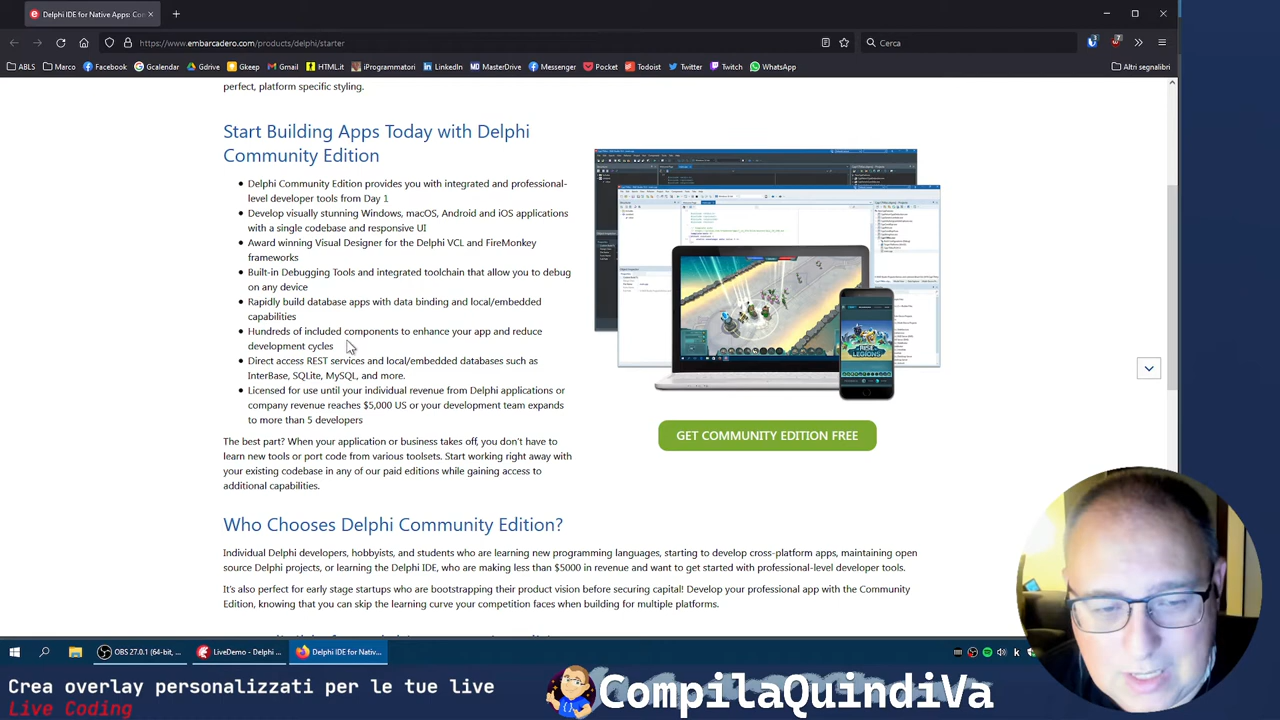 Delphi IDE for Native Apps: Com
https://www.embarcadero.com/products/delphi/starter
Cerca
ABLS
Marco
Facebook
Gcalendar
Gdrive
Gkeep
Gmail
HTML.it
iProgrammatori
LinkedIn
MasterDrive
Messenger
Pocket
Todoist
Twitter
Twitch
WhatsApp
Altri segnalibri
perfect, platform specific styling.
Start Building Apps Today with Delphi
Community Edition
Delphi Community Edition provides you with integrated and professional-
level developer tools from day 1
Develop visually stunning Windows, macOS, Android and iOS applications
with a single codebase and responsive UI
Award winning Visual Designer for the Delphi VCL and FireMonkey
frameworks
Built-in Debugging Tools and integrated toolchain that allow you to debug
on any device
Rapidly build database apps with data binding and local/embedded
capabilities
Hundreds of included components to enhance your app and reduce
development cycles
Direct access REST services and local/embedded databases such as
InterBase, SQLite, MySQL, and more.
Licensed for use until your individual revenue from Delphi applications or
company revenue reaches $5,000 US or your development team expands
to more than 5 developers
LEGIONS
GET COMMUNITY EDITION FREE
The best part? When your application or business takes off, you don't have to
learn new tools or port code from various toolsets. Start working right away with
your existing codebase in any of our paid editions while gaining access to
additional capabilities.
Who Chooses Delphi Community Edition?
Individual Delphi developers, hobbyists, and students who are learning new programming languages, starting to develop cross-platform apps, maintaining open
source Delphi projects, or learning the Delphi IDE, who are making less than $5000 in revenue and want to get started with professional-level developer tools.
It's also perfect for early stage startups who are bootstrapping their product vision before securing capital! Develop your professional app with the Community
Edition, knowing that you can skip the learning curve your competition faces when building for multiple platforms.
OBS 27.0.1 (64-bit, ...
LiveDemo - Delphi ...
Delphi IDE for Nativ...
Crea overlay personalizzati per le tue live
Live Coding
CompilaQuindiVa